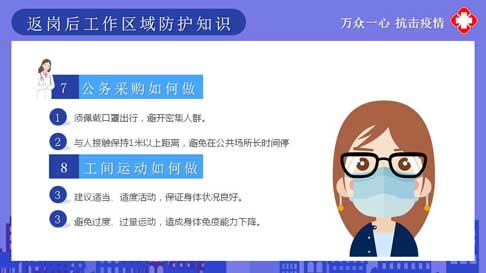 返岗后工作区域防护知识
万众一心 抗击疫情
7 公务采购如何做
1 须佩戴口罩出行，避开密集人群。
2 与人接触保持1米以上距离，避免在公共场所长时间停
8 工间运动如何做
3 建议适当、适度活动，保证身体状况良好。
3 避免过度、过量运动，造成身体免疫能力下降。